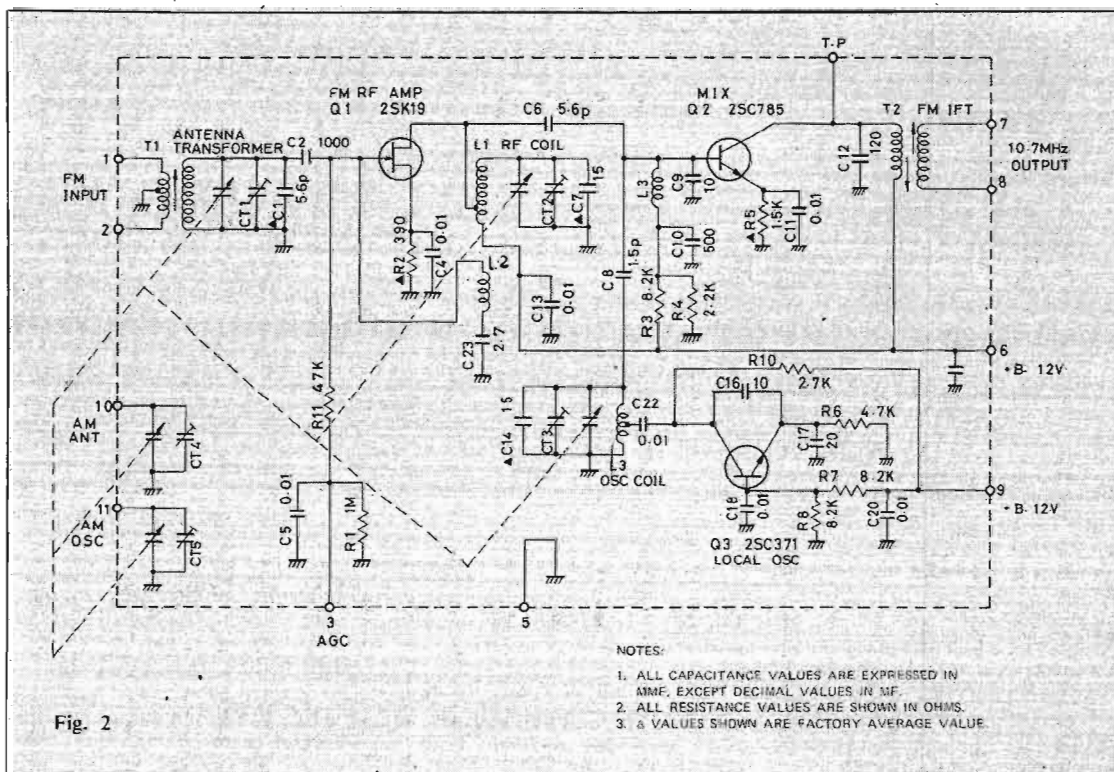 T.P
FM RF AMP
Q1 2SK19
C6 5.6p
MIX
Q2 2SC785
T2 FM IFT
T1
ANTENNA
TRANSFORMER
C2 1000
L1 RF COIL
1
7
FM
INPUT
CT1
▲C1
5.6p
CT2
▲C7
15
L3
C9
10
C12
120
10.7MHz
OUTPUT
8
2
390
▲R2
0.01
C4
L2
C8
1.5p
C10
500
▲R5
1.5K
C11
0.01
C23
2.7
C13
0.01
R3 8.2K
R4
2.2K
6
+B- 12V
R10
2.7K
R11 47K
10
AM
ANT
CT4
15
▲C14
CT3
C22
0.01
L3
OSC COIL
C16 10
C17
20
R6
4.7K
R7 8.2K
9
+B- 12V
11
AM
OSC
CT5
C5 0.01
R1 1M
C18
0.01
R8
8.2K
C20
0.01
Q3 2SC371
LOCAL OSC
3
AGC
5
NOTES:
1. ALL CAPACITANCE VALUES ARE EXPRESSED IN
MMF, EXCEPT DECIMAL VALUES IN MF.
2. ALL RESISTANCE VALUES ARE SHOWN IN OHMS.
3. ▵ VALUES SHOWN ARE FACTORY AVERAGE VALUE.
Fig. 2